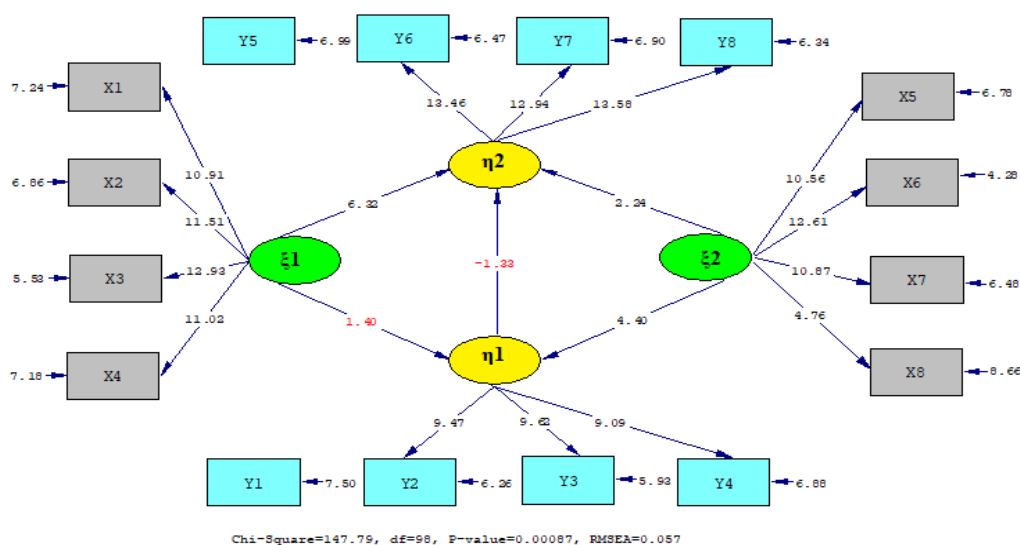 Y5 6.99 Y6 6.47 Y7 6.90 Y8 6.34
7.24 X1
X5 6.78
13.46 12.94 13.58
6.86 X2
10.91
η2
10.56
X6 4.28
11.51
6.32
2.24
12.61
5.53 X3
12.93
ξ1
-1.33
ξ2
10.87
X7 6.48
11.02
1.40
4.40
4.76
7.18 X4
η1
X8 8.66
9.47 9.62 9.09
Y1 7.50 Y2 6.26 Y3 5.93 Y4 6.88
Chi-Square=147.79, df=98, P-value=0.00087, RMSEA=0.057